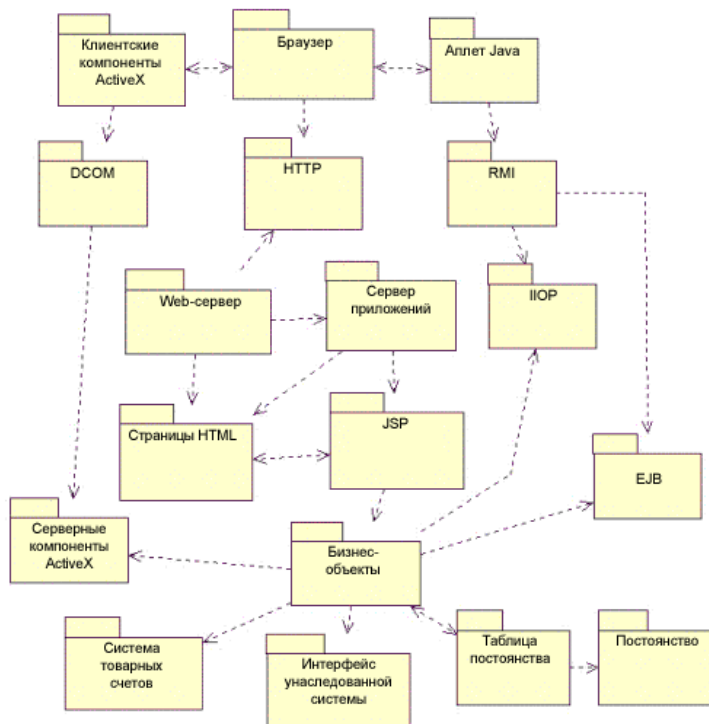 Клиентские
компоненты
ActiveX
Браузер
Апплет Java
DCOM
HTTP
RMI
Web-сервер
Сервер
приложений
IIOP
Страницы HTML
JSP
EJB
Серверные
компоненты
ActiveX
Бизнес-
объекты
Система
товарных
счетов
Интерфейс
унаследованной
системы
Таблица
постоянства
Постоянство